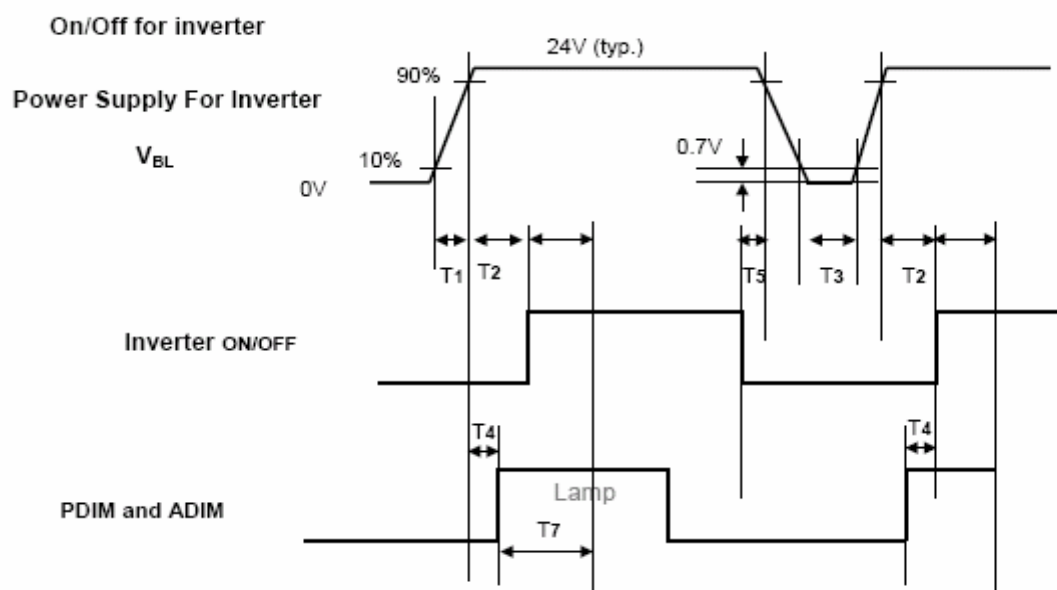 On/Off for inverter
24V (typ.)
90%
Power Supply For Inverter
0.7V
VBL
10%
0V
T1 T2 T5 T3 T2
Inverter ON/OFF
T4 T4
Lamp
PDIM and ADIM
T7